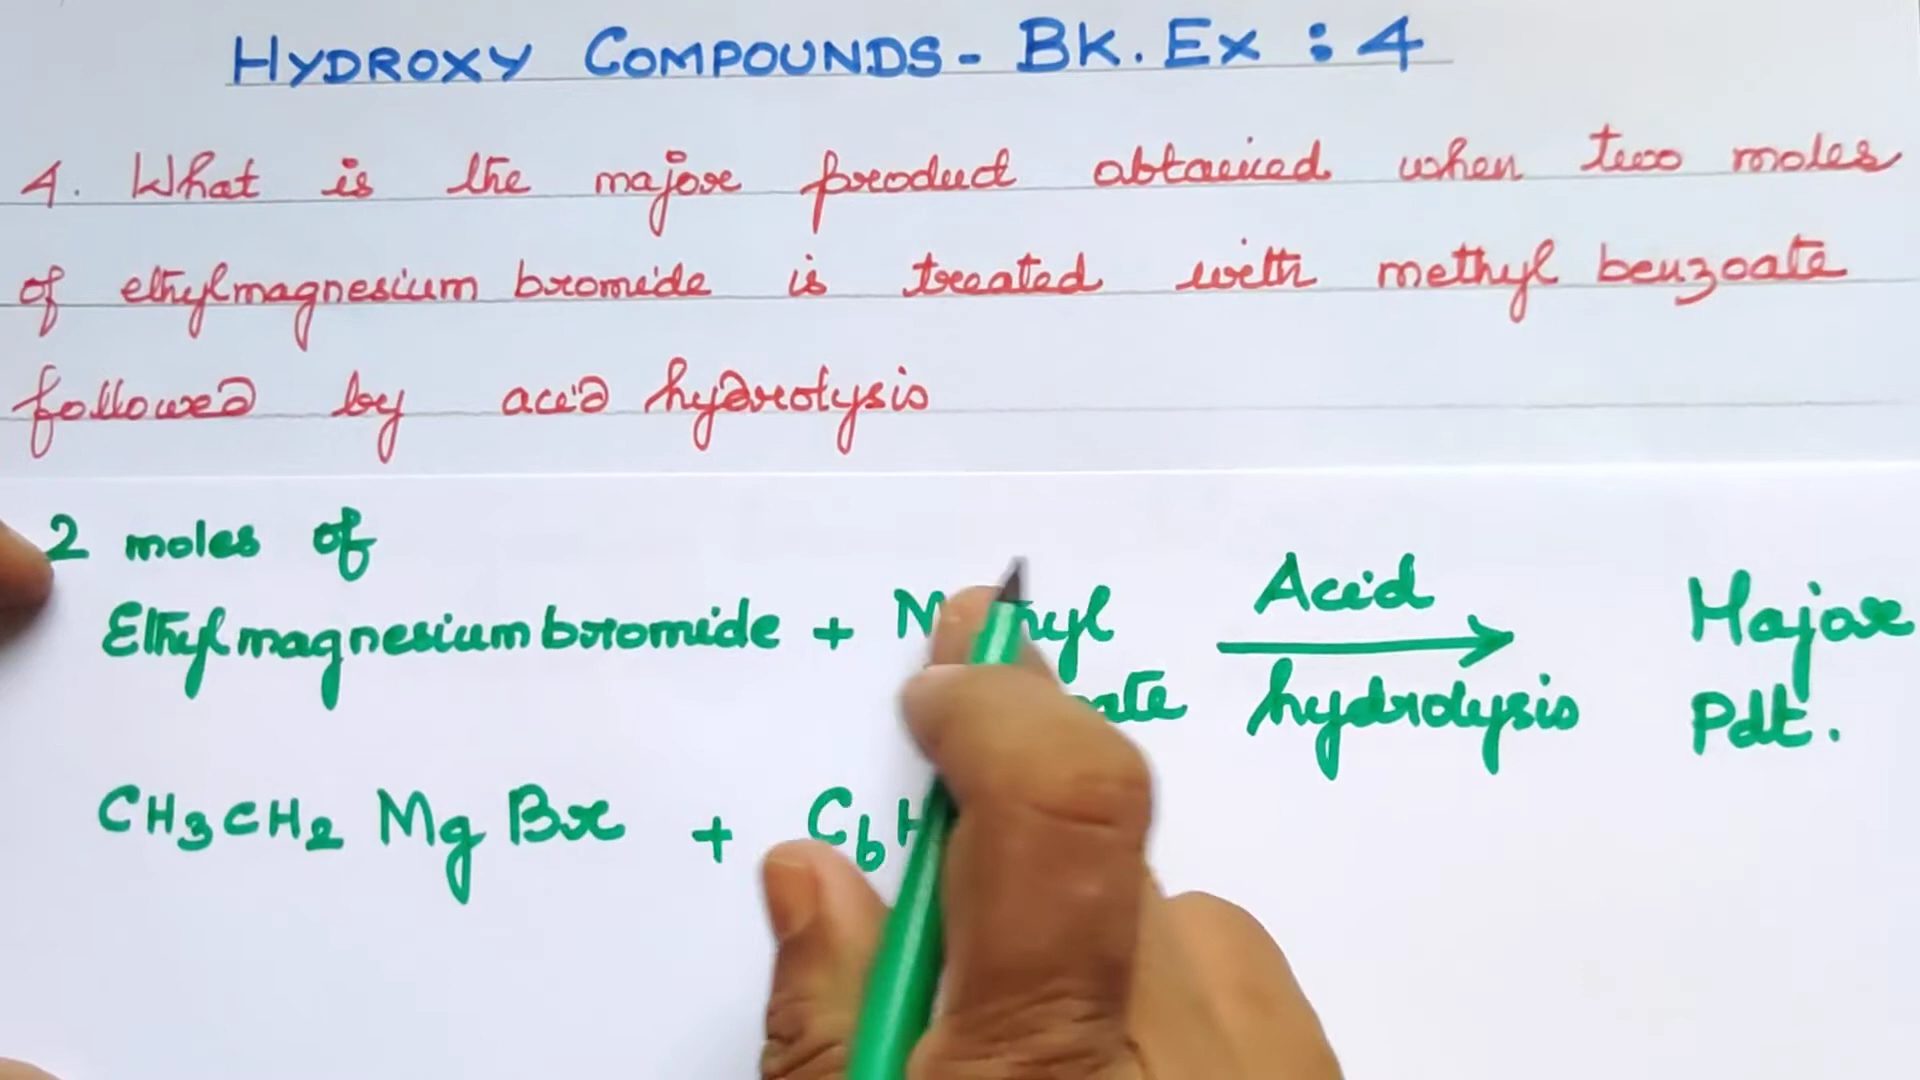 HYDROXY COMPOUNDS - BK. EX : 4
4. What is the major product obtained when two moles
of ethylmagnesium bromide is treated with methyl benzoate
followed by acid hydrolysis
2 moles of
Ethylmagnesium bromide + Acid Major
hydrolysis Pdt.
CH3CH2 Mg Br + C6H